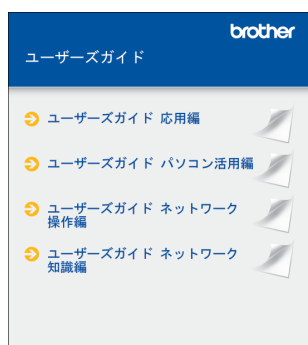 brother
ユーザーズガイド
ユーザーズガイド 応用編
ユーザーズガイド パソコン活用編
ユーザーズガイド ネットワーク
操作編
ユーザーズガイド ネットワーク
知識編